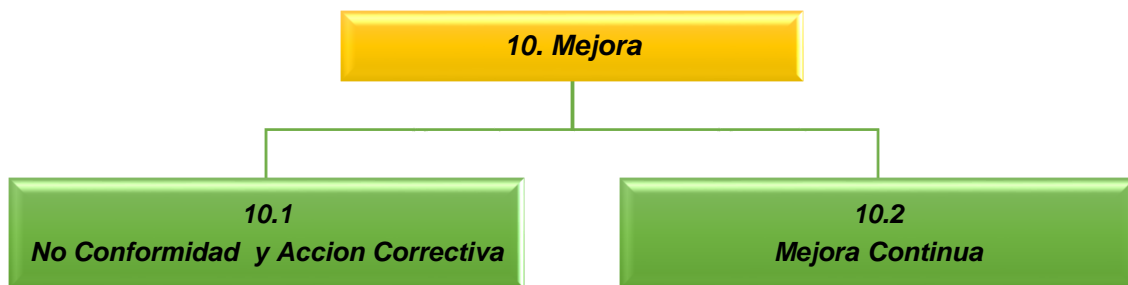 10. Mejora
10.1
No Conformidad y Accion Correctiva
10.2
Mejora Continua